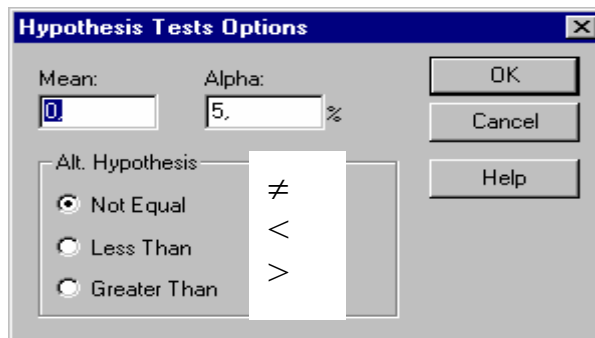 Hypothesis Tests Options
Mean: Alpha:
0, 5, %
OK
Cancel
Help
Alt. Hypothesis
Not Equal ≠
Less Than <
Greater Than >